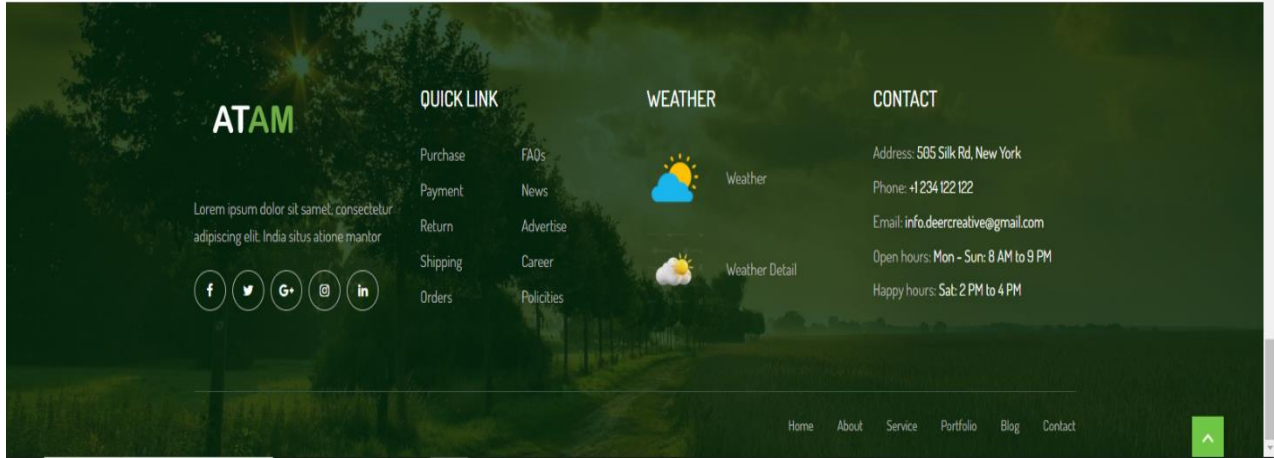 ATAM
Lorem ipsum dolor sit samet, consectetur
adipiscing elit. India situs atione mantor
f G+ in
QUICK LINK
Purchase
Payment
Return
Shipping
Orders
FAQs
News
Advertise
Career
Policities
WEATHER
Weather
Weather Detail
CONTACT
Address: 505 Silk Rd, New York
Phone: +1 234 122 122
Email: info.deercreative@gmail.com
Open hours: Mon - Sun: 8 AM to 9 PM
Happy hours: Sat: 2 PM to 4 PM
Home About Service Portfolio Blog Contact